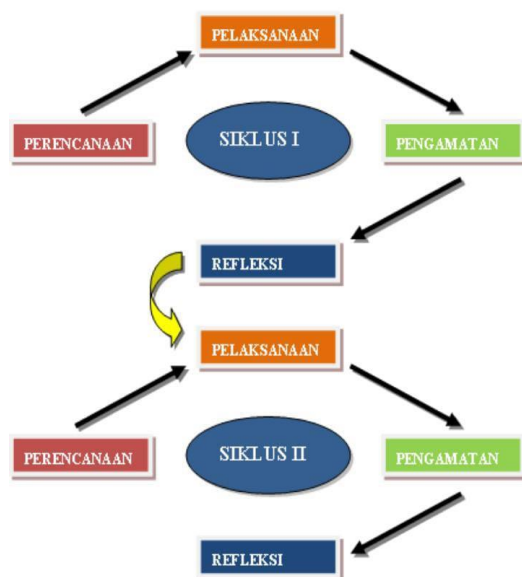 PELAKSANAAN
PERENCANAAN
SIKLUS I
PENGAMATAN
REFLEKSI
PELAKSANAAN
PERENCANAAN
SIKLUS II
PENGAMATAN
REFLEKSI